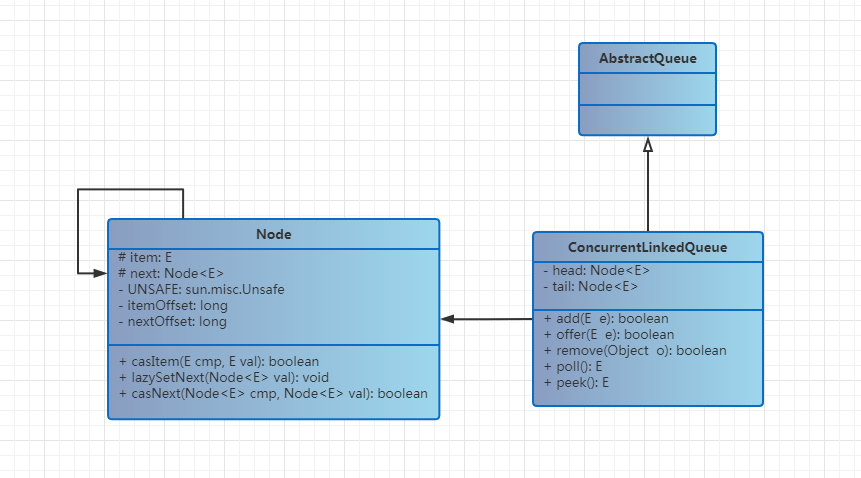 AbstractQueue
Node
# item: E
# next: Node<E>
- UNSAFE: sun.misc.Unsafe
- itemOffset: long
- nextOffset: long
+ casItem(E cmp, E val): boolean
+ lazySetNext(Node<E> val): void
+ casNext(Node<E> cmp, Node<E> val): boolean
ConcurrentLinkedQueue
- head: Node<E>
- tail: Node<E>
+ add(E e): boolean
+ offer(E e): boolean
+ remove(Object o): boolean
+ poll(): E
+ peek(): E